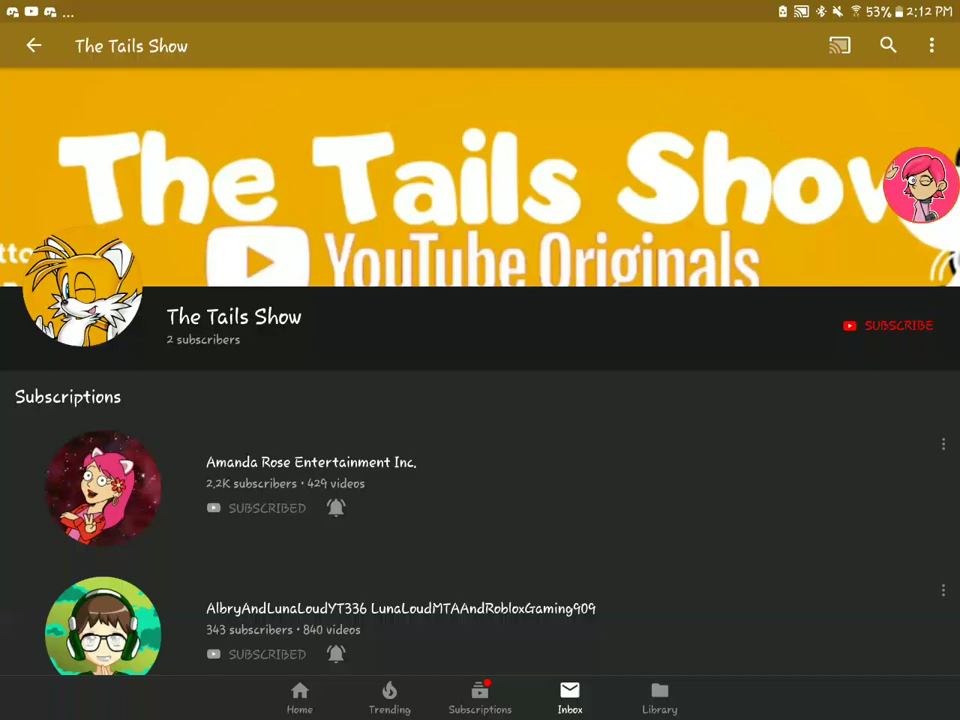 ...
53% 2:12 PM
The Tails Show
The Tails Show
YouTube Originals
The Tails Show
2 subscribers
SUBSCRIBE
Subscriptions
Amanda Rose Entertainment Inc.
2.2K subscribers • 429 videos
SUBSCRIBED
AlbryAndLunaLoudYT336 LunaLoudMTAAndRobloxGaming909
343 subscribers • 840 videos
SUBSCRIBED
Home Trending Subscriptions Inbox Library